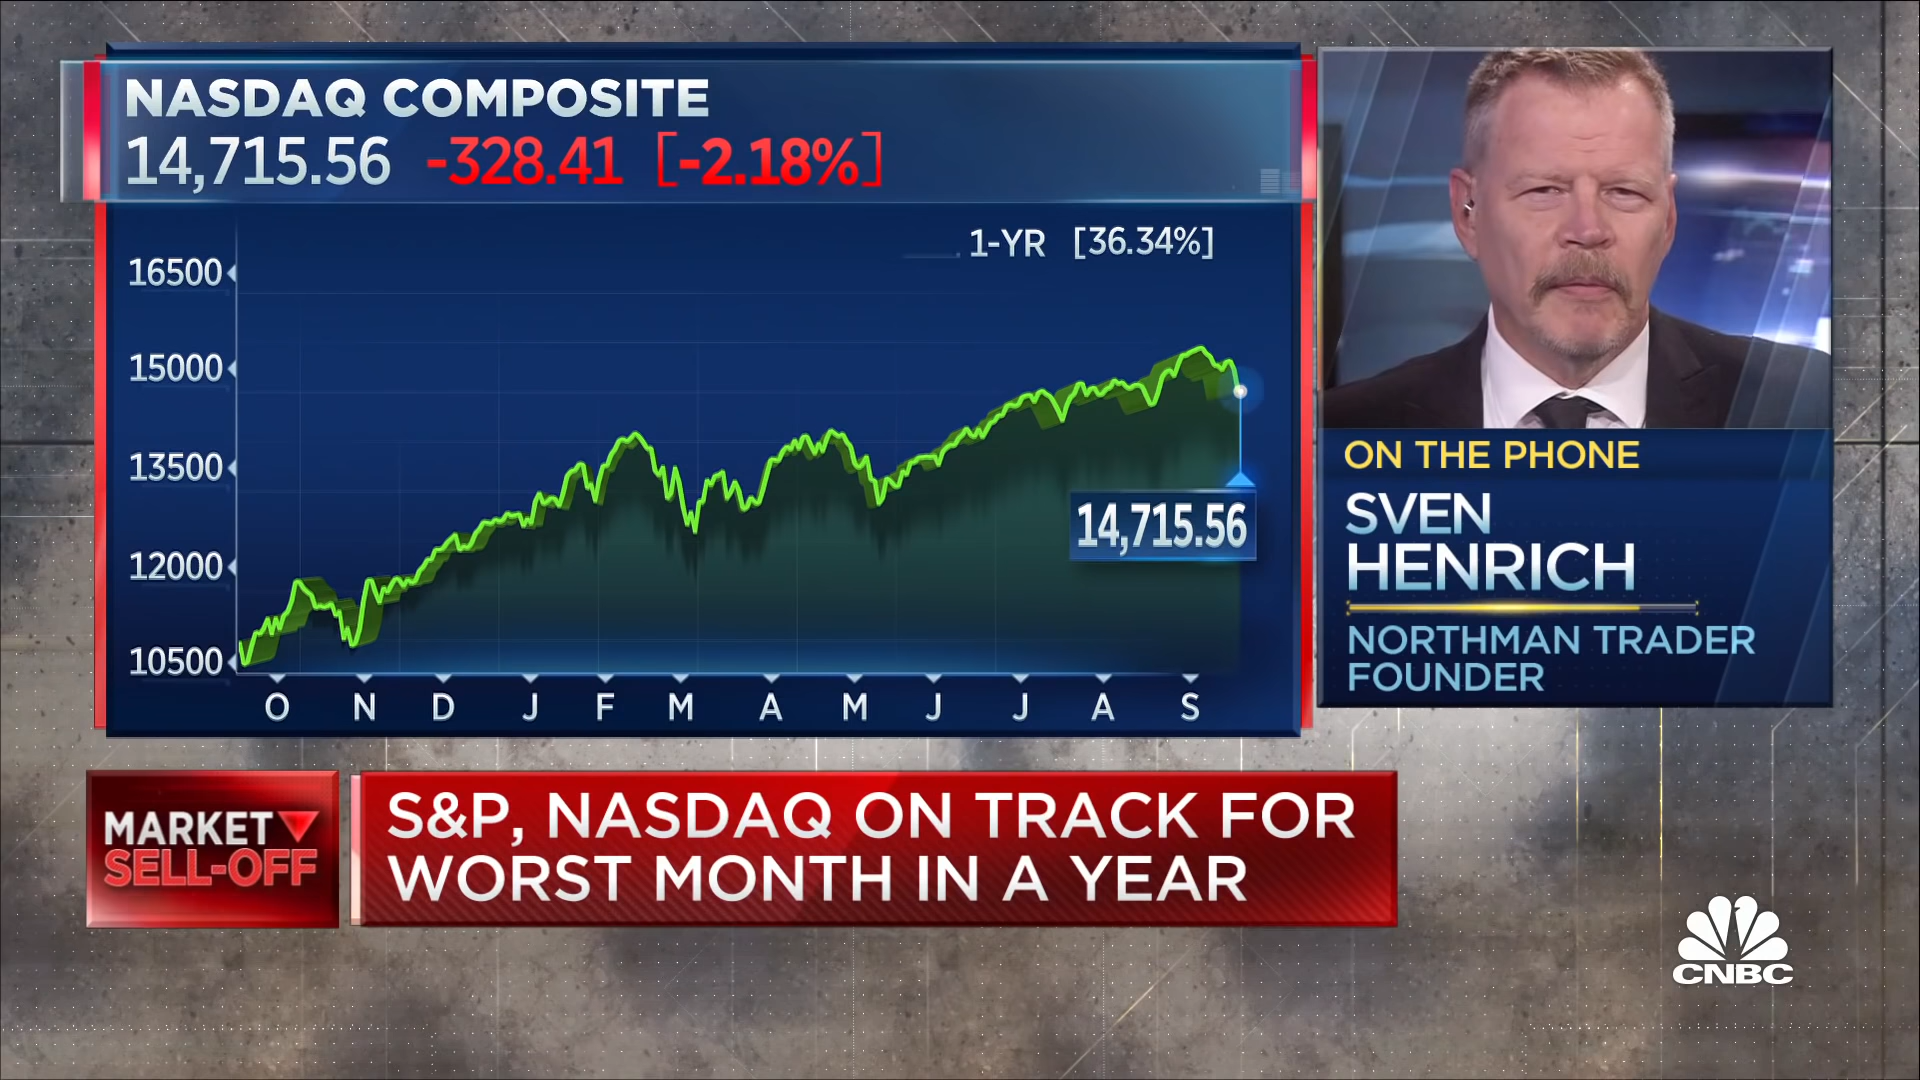 NASDAQ COMPOSITE
14,715.56 -328.41 [-2.18%]
1-YR [36.34%]
16500
15000
13500
12000
10500
14,715.56
O N D J F M A M J J A S
ON THE PHONE
SVEN
HENRICH
NORTHMAN TRADER
FOUNDER
MARKET
SELL-OFF
S&P, NASDAQ ON TRACK FOR
WORST MONTH IN A YEAR
CNBC